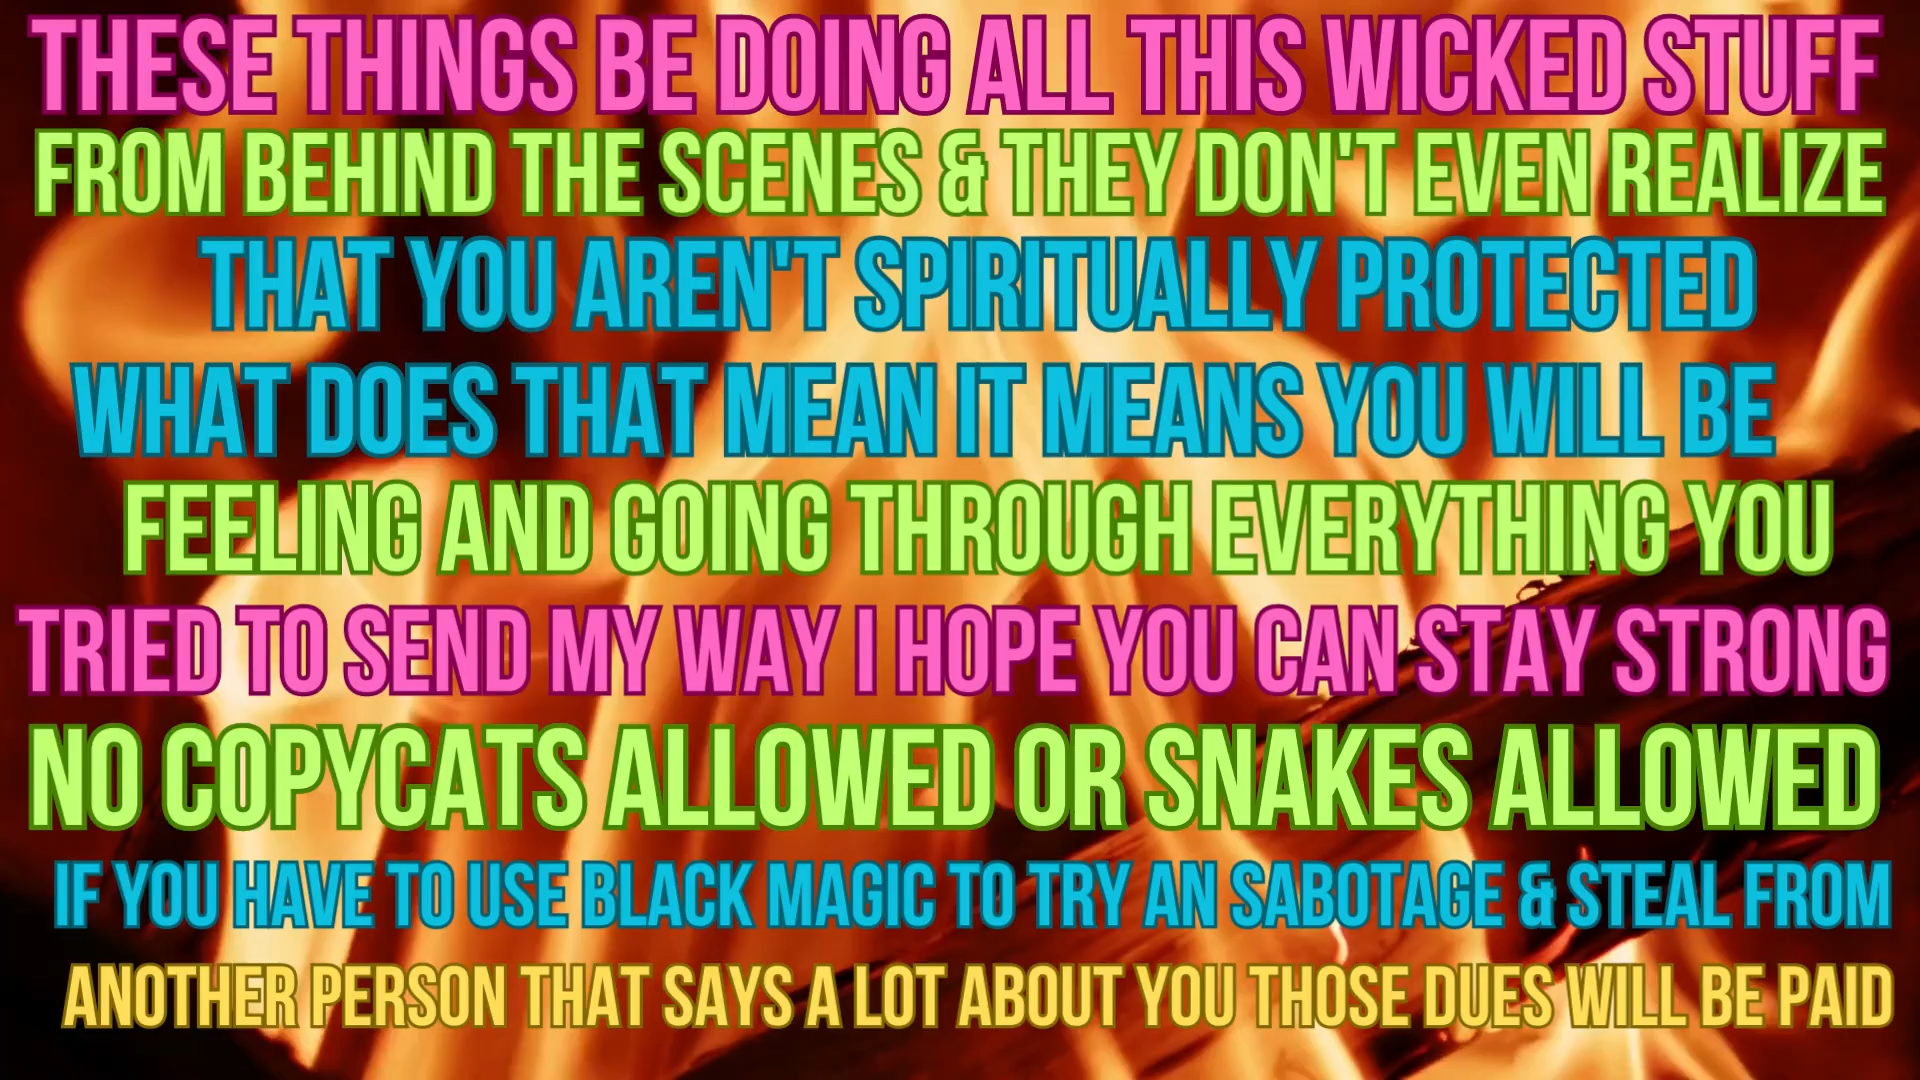 THESE THINGS BE DOING ALL THIS WICKED STUFF
FROM BEHIND THE SCENES & THEY DON'T EVEN REALIZE
THAT YOU AREN'T SPIRITUALLY PROTECTED
WHAT DOES THAT MEAN IT MEANS YOU WILL BE
FEELING AND GOING THROUGH EVERYTHING YOU
TRIED TO SEND MY WAY I HOPE YOU CAN STAY STRONG
NO COPYCATS ALLOWED OR SNAKES ALLOWED
IF YOU HAVE TO USE BLACK MAGIC TO TRY AN SABOTAGE & STEAL FROM
ANOTHER PERSON THAT SAYS A LOT ABOUT YOU THOSE DUES WILL BE PAID